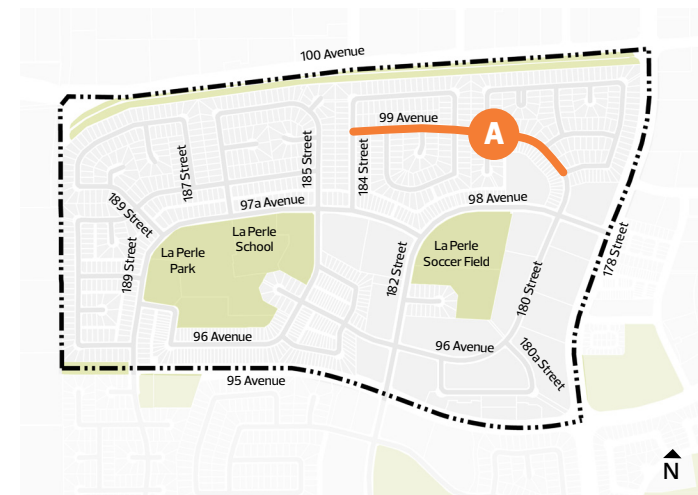 100 Avenue
99 Avenue
A
187 Street
185 Street
184 Street
97a Avenue
98 Avenue
189 Street
La Perle
School
La Perle
Park
189 Street
182 Street
La Perle
Soccer Field
178 Street
180 Street
96 Avenue
96 Avenue
180a Street
95 Avenue
N